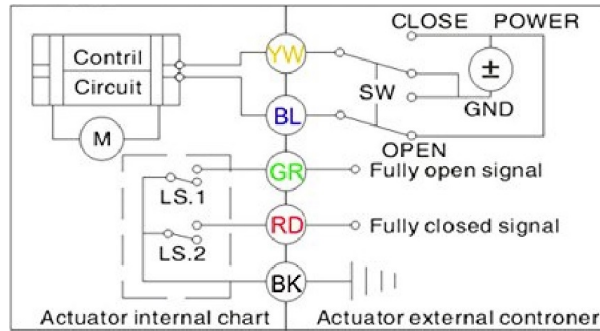 CLOSE POWER
Contril
Circuit
YW
±
SW
GND
M
BL
OPEN
GR
Fully open signal
LS.1
RD
Fully closed signal
LS.2
BK
Actuator internal chart
Actuator external controner